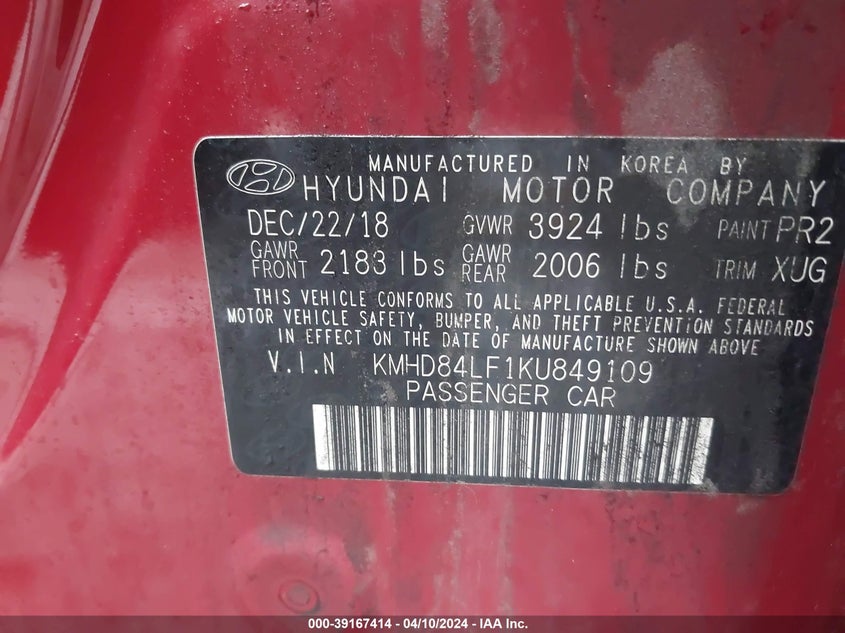 MANUFACTURED IN KOREA BY
HYUNDAI MOTOR COMPANY
DEC/22/18 GVWR 3924 lbs PAINT PR2
GAWR FRONT 2183 lbs GAWR REAR 2006 lbs TRIM XUG
THIS VEHICLE CONFORMS TO ALL APPLICABLE U.S.A. FEDERAL
MOTOR VEHICLE SAFETY, BUMPER, AND THEFT PREVENTION STANDARDS
IN EFFECT ON THE DATE OF MANUFACTURE SHOWN ABOVE
V.I.N KMHD84LF1KU849109
PASSENGER CAR
000-39167414 - 04/10/2024 - IAA Inc.